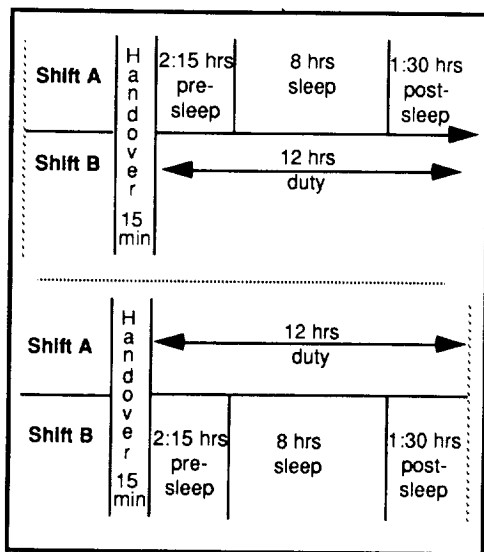 Shift A
Handover
15
min
2:15 hrs
pre-
sleep
8 hrs
sleep
1:30 hrs
post-
sleep
Shift B
12 hrs
duty
Shift A
Handover
15
min
12 hrs
duty
Shift B
2:15 hrs
pre-
sleep
8 hrs
sleep
1:30 hrs
post-
sleep